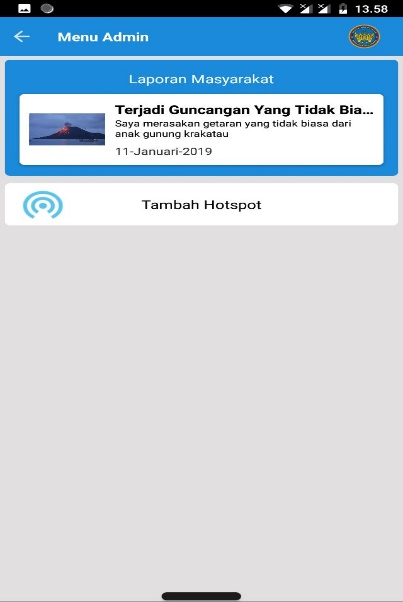 13.58
Menu Admin
Laporan Masyarakat
Terjadi Guncangan Yang Tidak Bia...
Saya merasakan getaran yang tidak biasa dari
anak gunung krakatau
11-Januari-2019
Tambah Hotspot